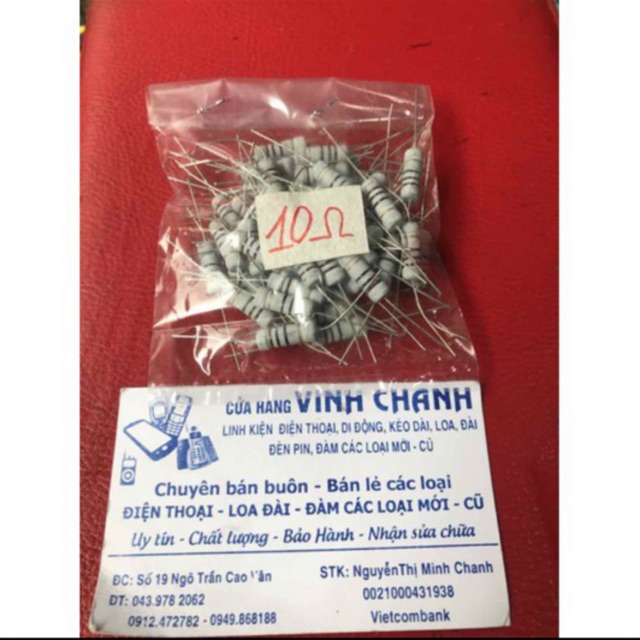 10Ω
CỬA HÀNG VINH CHANH
LINH KIỆN ĐIỆN THOẠI, DI ĐỘNG, KÉO DÀI, LOA, ĐÀI
ĐÈN PIN, ĐÀM CÁC LOẠI MỚI - CŨ
Chuyên bán buôn - Bán lẻ các loại
ĐIỆN THOẠI - LOA ĐÀI - ĐÀM CÁC LOẠI MỚI - CŨ
Uy tín - Chất lượng - Bảo Hành - Nhận sửa chữa
ĐC: Số 19 Ngõ Trần Cao Vân
ĐT: 043.978 2062
0912.472782 - 0949.868188
STK: NguyễnThị Minh Chanh
0021000431938
Vietcombank